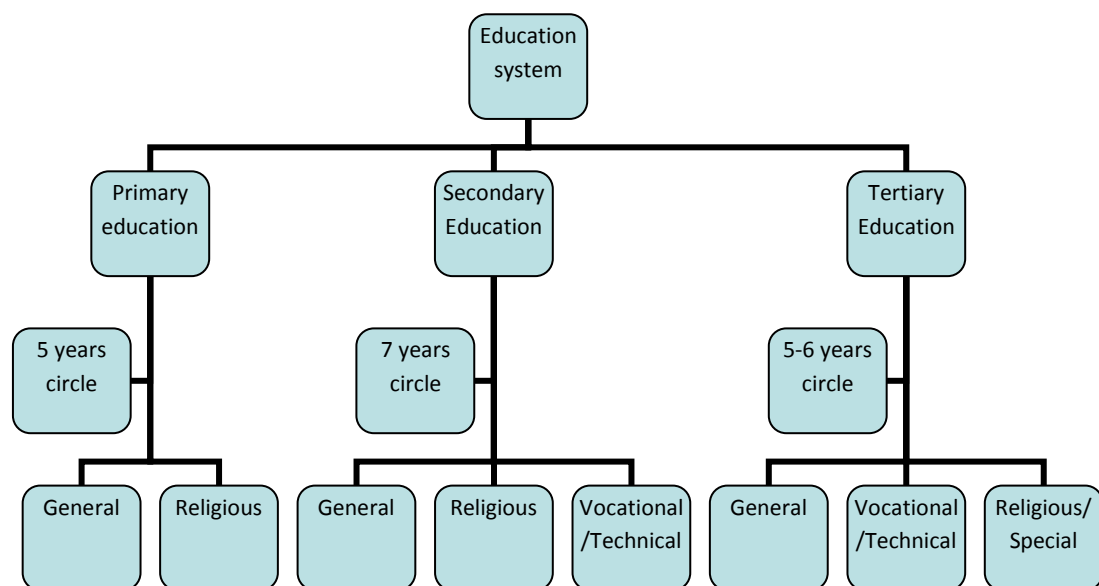 Education
system
Primary
education
Secondary
Education
Tertiary
Education
5 years
circle
7 years
circle
5-6 years
circle
General
Religious
General
Religious
Vocational
/Technical
General
Vocational
/Technical
Religious/
Special